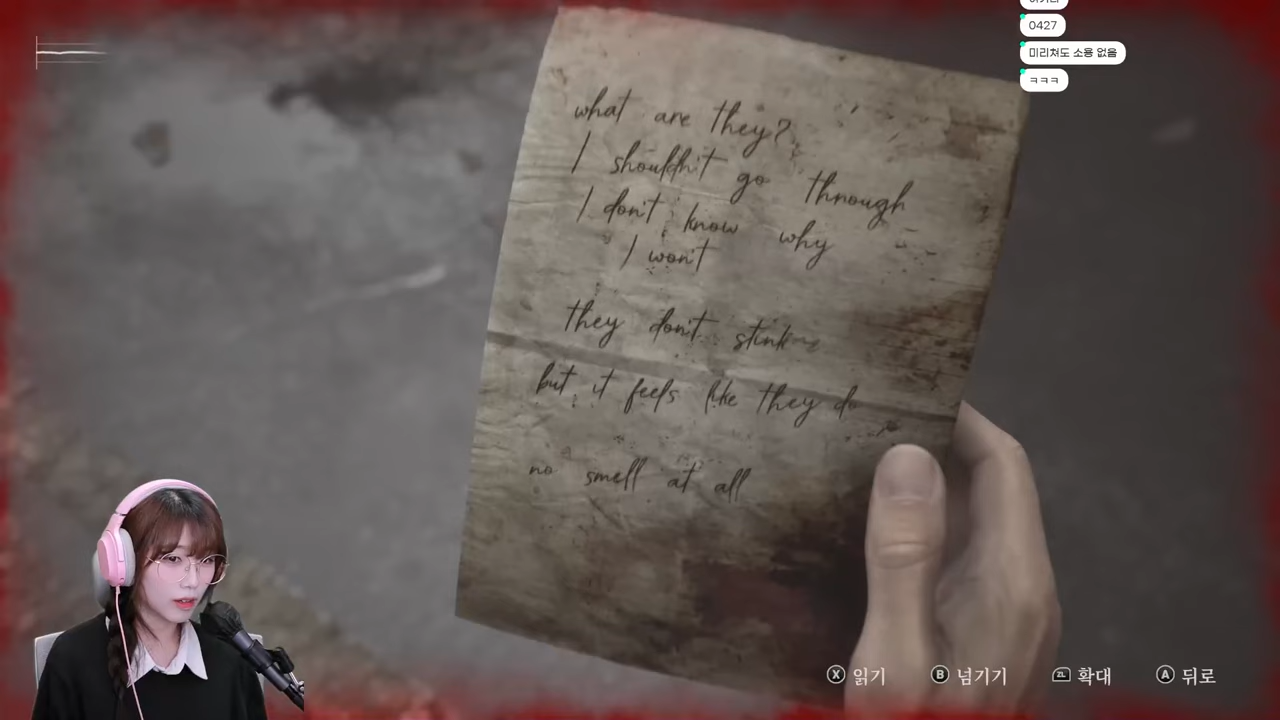 0427
미리쳐도 소용 없음
ㅋㅋㅋ
what are they?
I shouldn't go through
I don't know why
I won't
they don't stink
but it feels like they do
no smell at all
X 읽기
B 넘기기
ZL 확대
A 뒤로